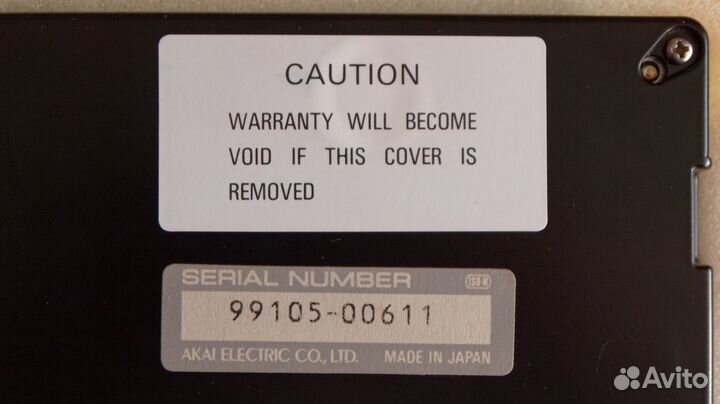 CAUTION
WARRANTY WILL BECOME
VOID IF THIS COVER IS
REMOVED
SERIAL NUMBER
99105-00611
AKAI ELECTRIC CO., LTD. MADE IN JAPAN
Avito